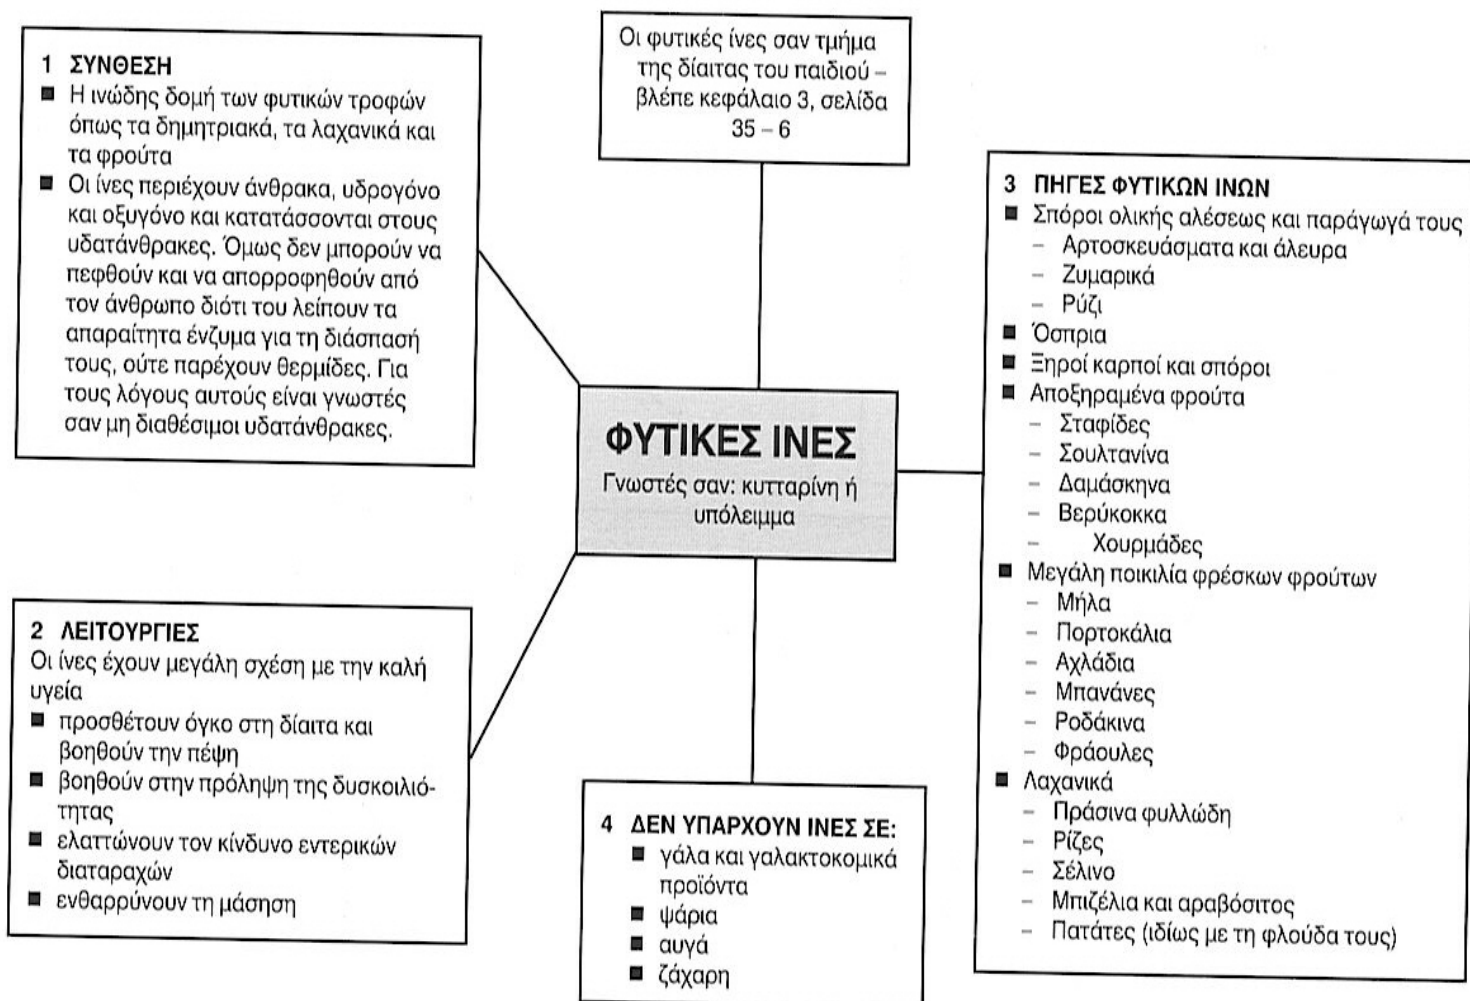 Οι φυτικές ίνες σαν τμήμα
της δίαιτας του παιδιού –
βλέπε κεφάλαιο 3, σελίδα
35 – 6
1 ΣΥΝΘΕΣΗ
■ Η ινώδης δομή των φυτικών τροφών
όπως τα δημητριακά, τα λαχανικά και
τα φρούτα
■ Οι ίνες περιέχουν άνθρακα, υδρογόνο
και οξυγόνο και κατατάσσονται στους
υδατάνθρακες. Όμως δεν μπορούν να
πεφθούν και να απορροφηθούν από
τον άνθρωπο διότι του λείπουν τα
απαραίτητα ένζυμα για τη διάσπασή
τους, ούτε παρέχουν θερμίδες. Για
τους λόγους αυτούς είναι γνωστές
σαν μη διαθέσιμοι υδατάνθρακες.
ΦΥΤΙΚΕΣ ΙΝΕΣ
Γνωστές σαν: κυτταρίνη ή
υπόλειμμα
2 ΛΕΙΤΟΥΡΓΙΕΣ
Οι ίνες έχουν μεγάλη σχέση με την καλή
υγεία
■ προσθέτουν όγκο στη δίαιτα και
βοηθούν την πέψη
■ βοηθούν στην πρόληψη της δυσκοιλιό-
τητας
■ ελαττώνουν τον κίνδυνο εντερικών
διαταραχών
■ ενθαρρύνουν τη μάσηση
3 ΠΗΓΕΣ ΦΥΤΙΚΩΝ ΙΝΩΝ
■ Σπόροι ολικής αλέσεως και παράγωγά τους
– Αρτοσκευάσματα και άλευρα
– Ζυμαρικά
– Ρύζι
■ Όσπρια
■ Ξηροί καρποί και σπόροι
■ Αποξηραμένα φρούτα
– Σταφίδες
– Σουλτανίνα
– Δαμάσκηνα
– Βερύκοκκα
– Χουρμάδες
■ Μεγάλη ποικιλία φρέσκων φρούτων
– Μήλα
– Πορτοκάλια
– Αχλάδια
– Μπανάνες
– Ροδάκινα
– Φράουλες
■ Λαχανικά
– Πράσινα φυλλώδη
– Ρίζες
– Σέλινο
– Μπιζέλια και αραβόσιτος
– Πατάτες (ιδίως με τη φλούδα τους)
4 ΔΕΝ ΥΠΑΡΧΟΥΝ ΙΝΕΣ ΣΕ:
■ γάλα και γαλακτοκομικά
προϊόντα
■ ψάρια
■ αυγά
■ ζάχαρη